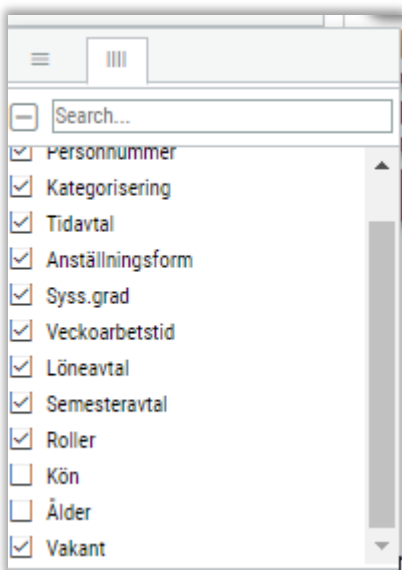 Search...
Personnummer
Kategorisering
Tidavtal
Anställningsform
Syss.grad
Veckoarbetstid
Löneavtal
Semesteravtal
Roller
Kön
Ålder
Vakant